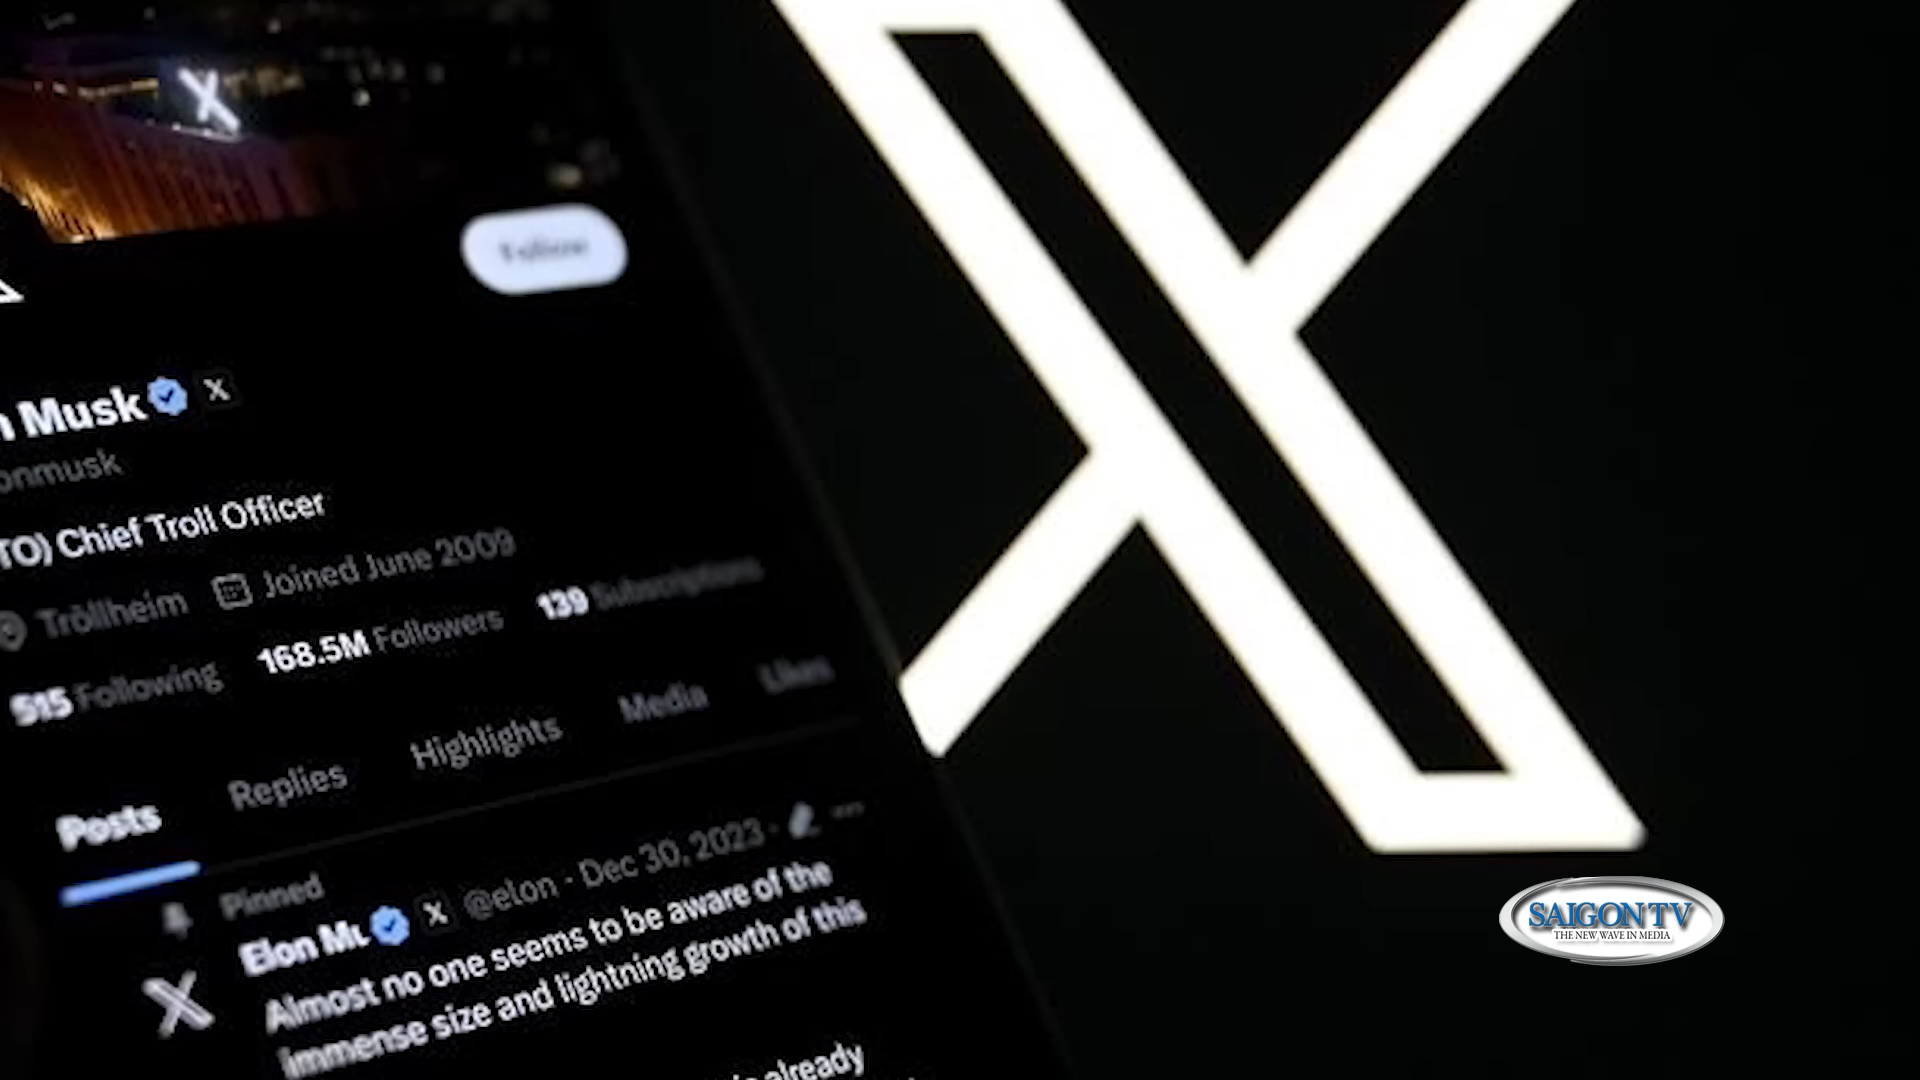 X
Follow
n Musk X
onmusk
TO) Chief Troll Officer
Tröllheim Joined June 2009
515 Following 168.5M Followers 139 Subscriptions
Posts Replies Highlights Media Likes
Pinned
Elon Mu X @elon · Dec 30, 2023 · ...
Almost no one seems to be aware of the
immense size and lightning growth of this
already
X
X
SAIGON TV
THE NEW WAVE IN MEDIA